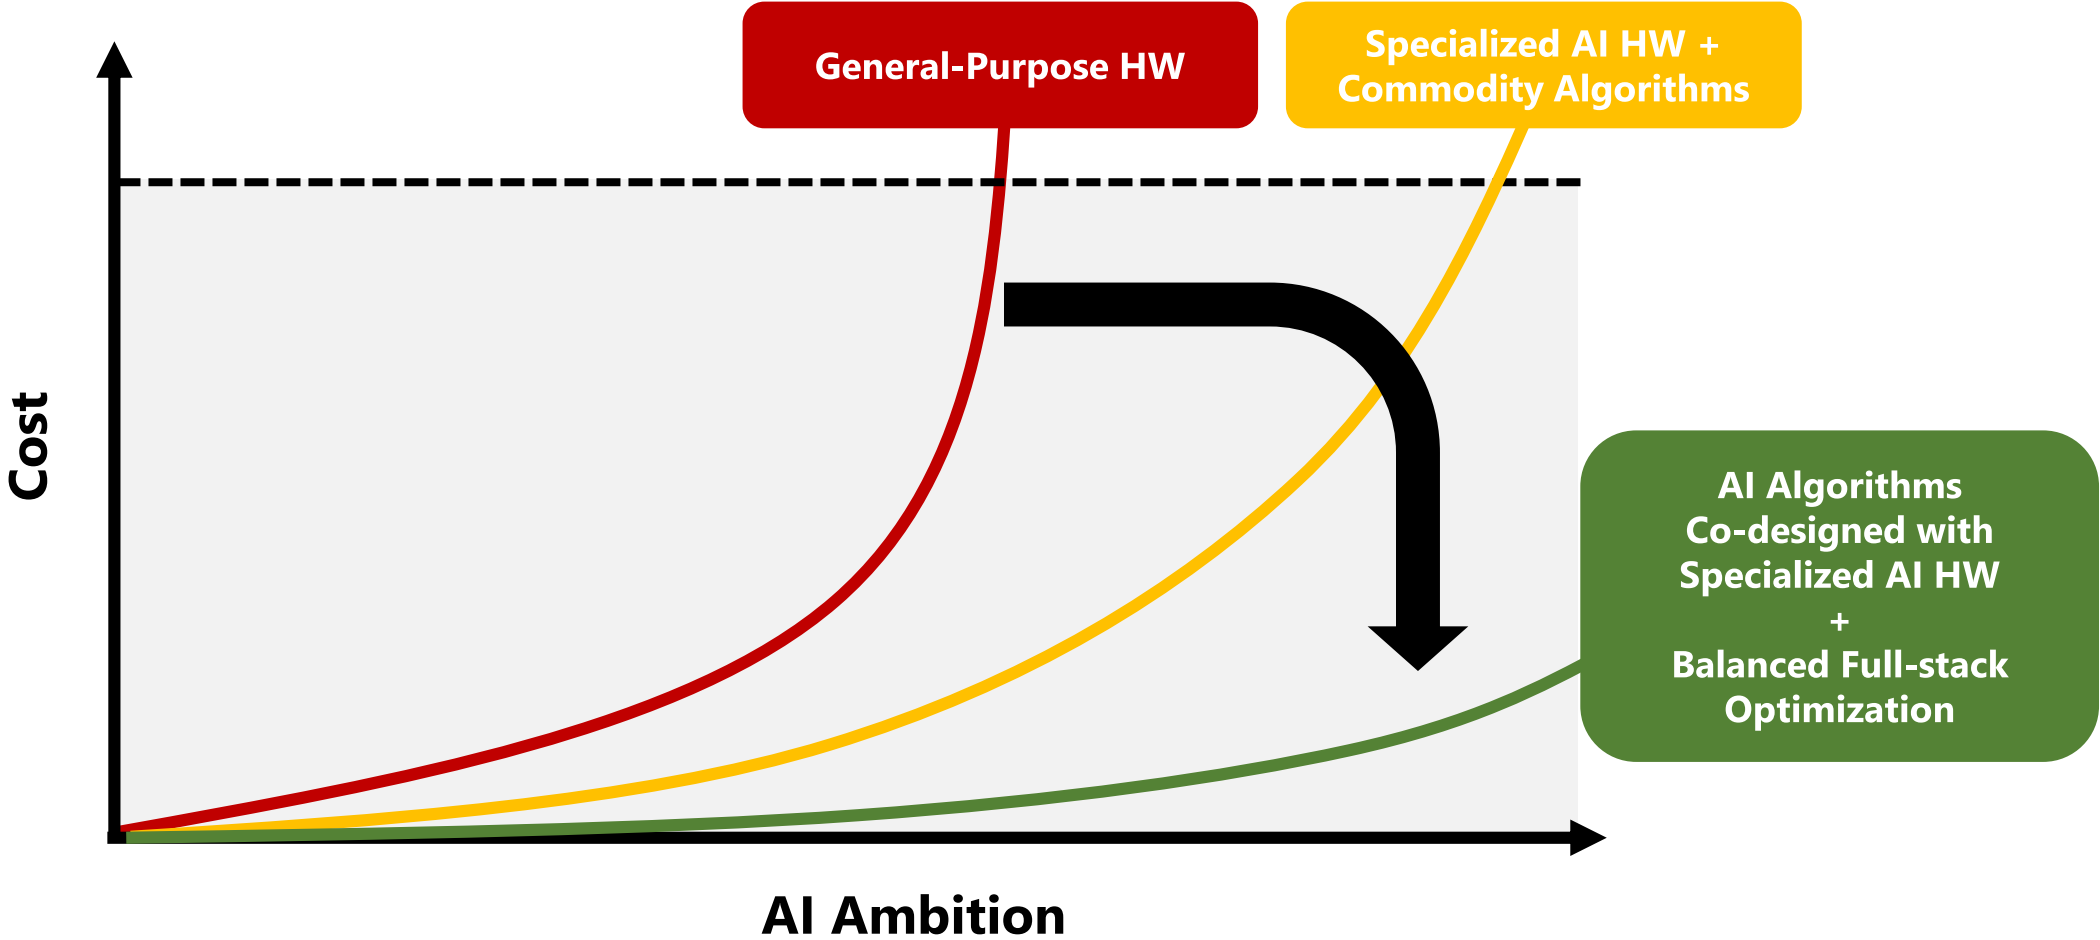 General-Purpose HW
Specialized AI HW +
Commodity Algorithms
Cost
AI Algorithms
Co-designed with
Specialized AI HW
+
Balanced Full-stack
Optimization
AI Ambition